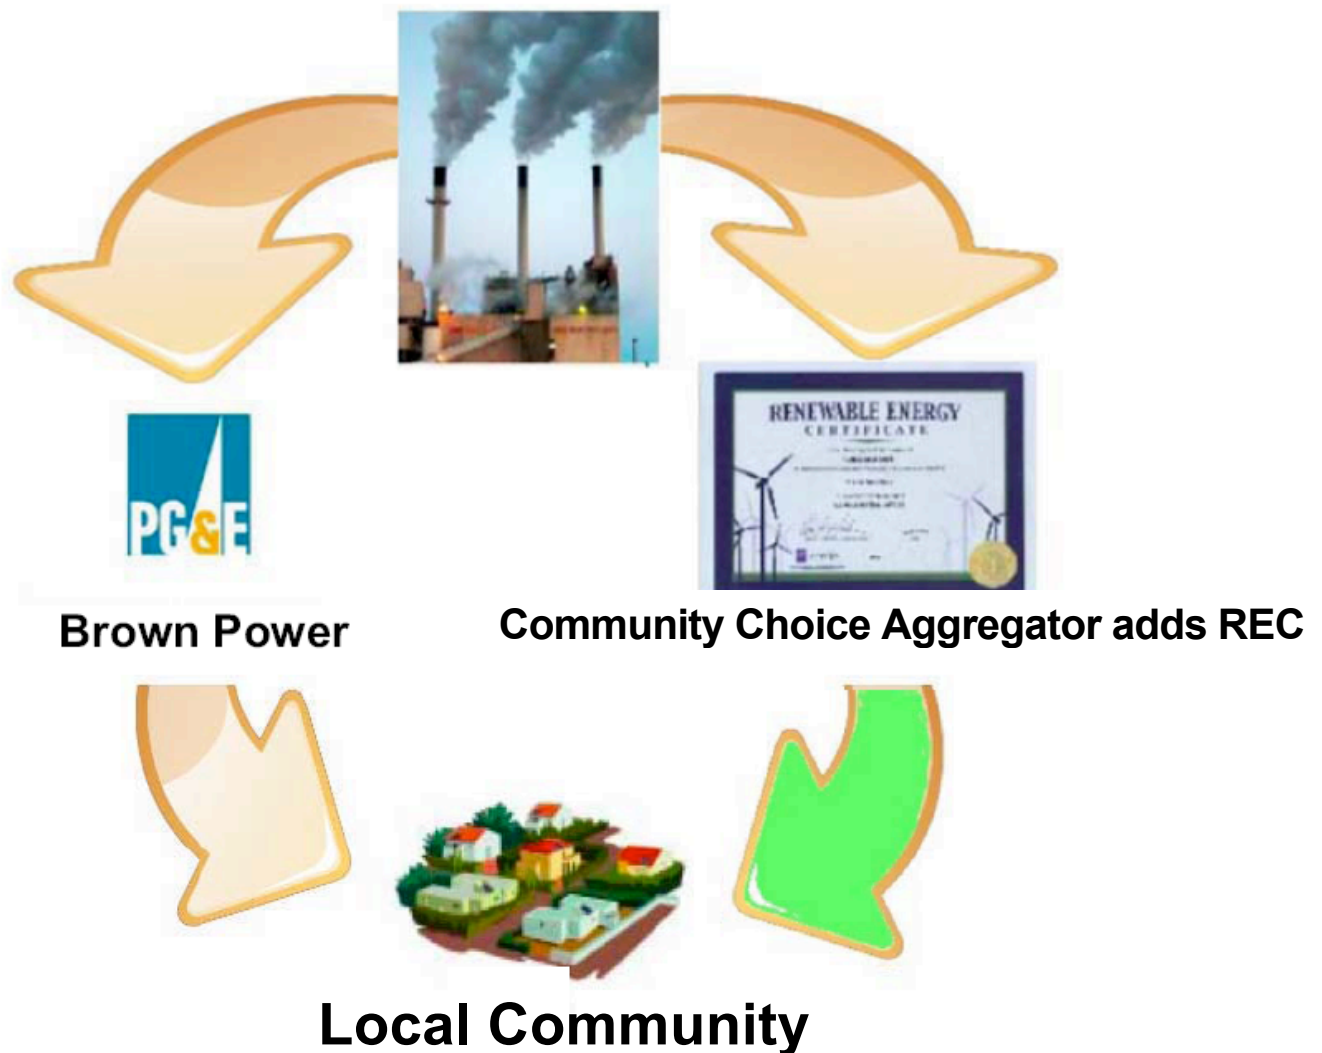 PG&E
RENEWABLE ENERGY
CERTIFICATE
Brown Power
Community Choice Aggregator adds REC
Local Community